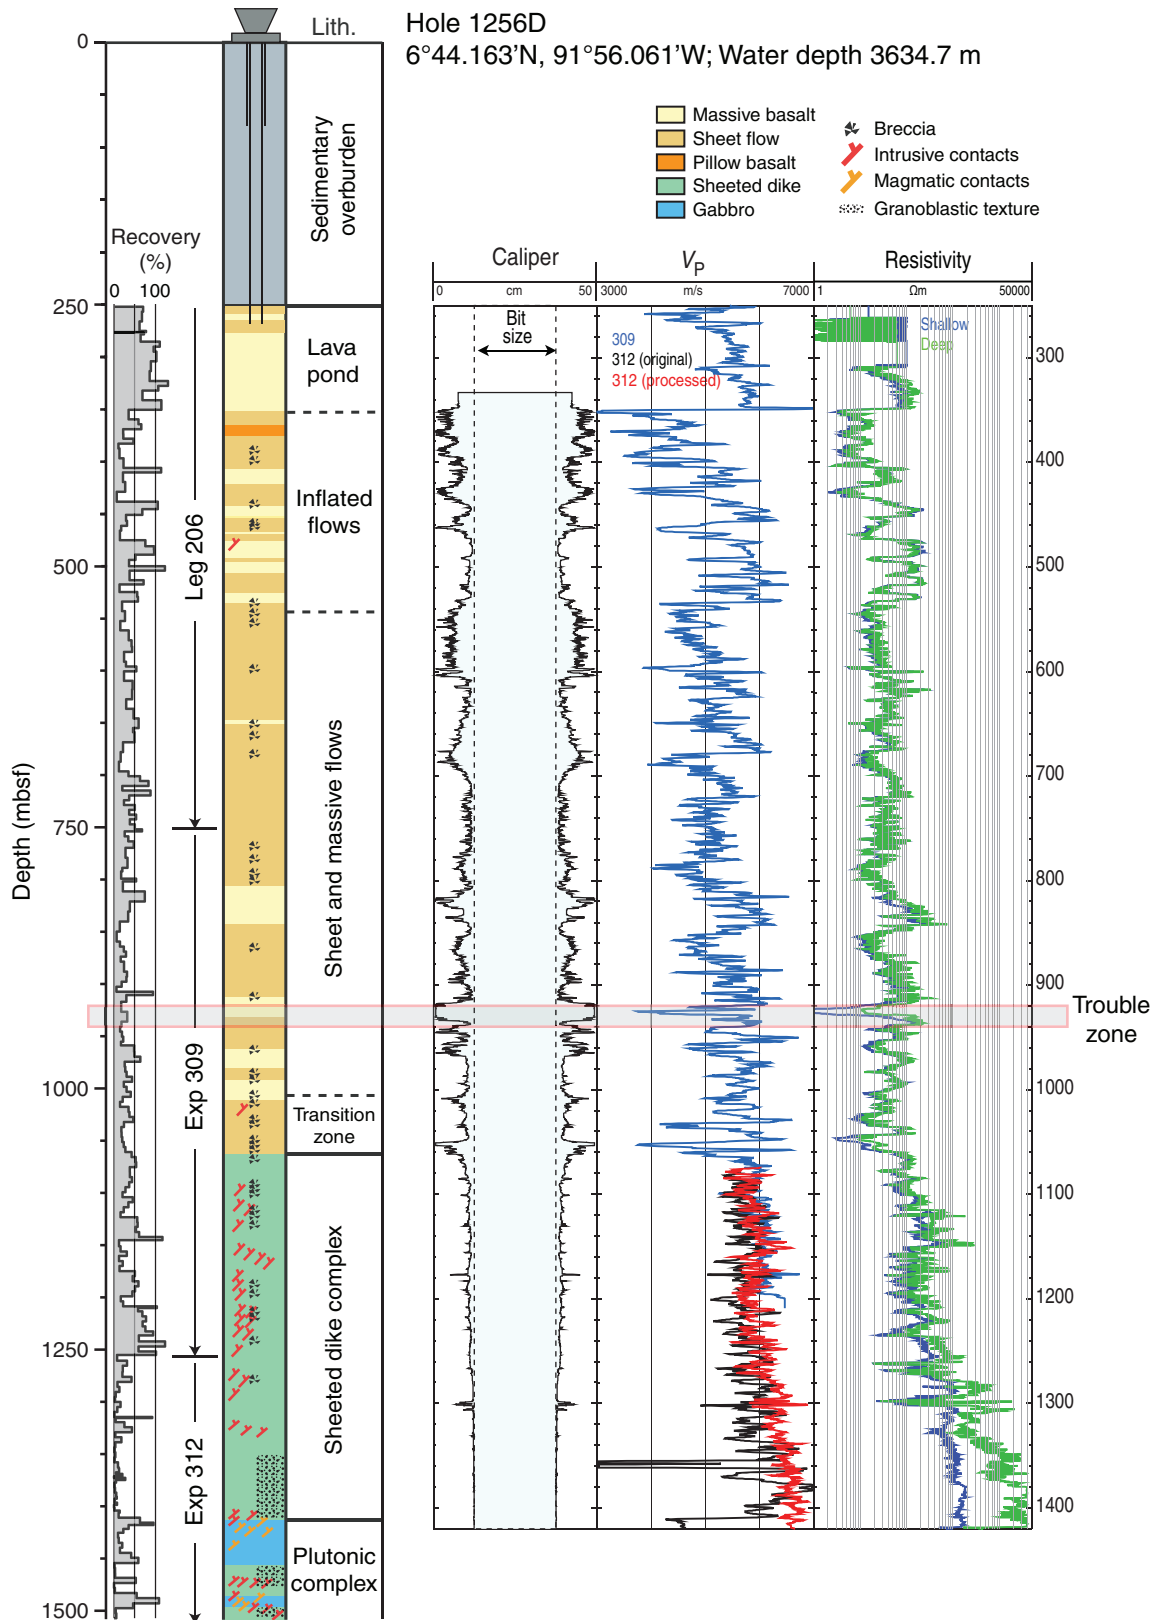 Hole 1256D
6°44.163'N, 91°56.061'W; Water depth 3634.7 m
Lith.
Massive basalt
Sheet flow
Pillow basalt
Sheeted dike
Gabbro
Breccia
Intrusive contacts
Magmatic contacts
Granoblastic texture
Depth (mbsf)
0
250
500
750
1000
1250
1500
Recovery
(%)
0 100
Leg 206
Exp 309
Exp 312
Sedimentary
overburden
Lava
pond
Inflated
flows
Sheet and massive flows
Transition
zone
Sheeted dike complex
Plutonic
complex
Caliper
0 cm 50
Bit
size
VP
3000 m/s 7000
309
312 (original)
312 (processed)
Resistivity
1 Ωm 50000
Shallow
Deep
300
400
500
600
700
800
900
1000
1100
1200
1300
1400
Trouble
zone